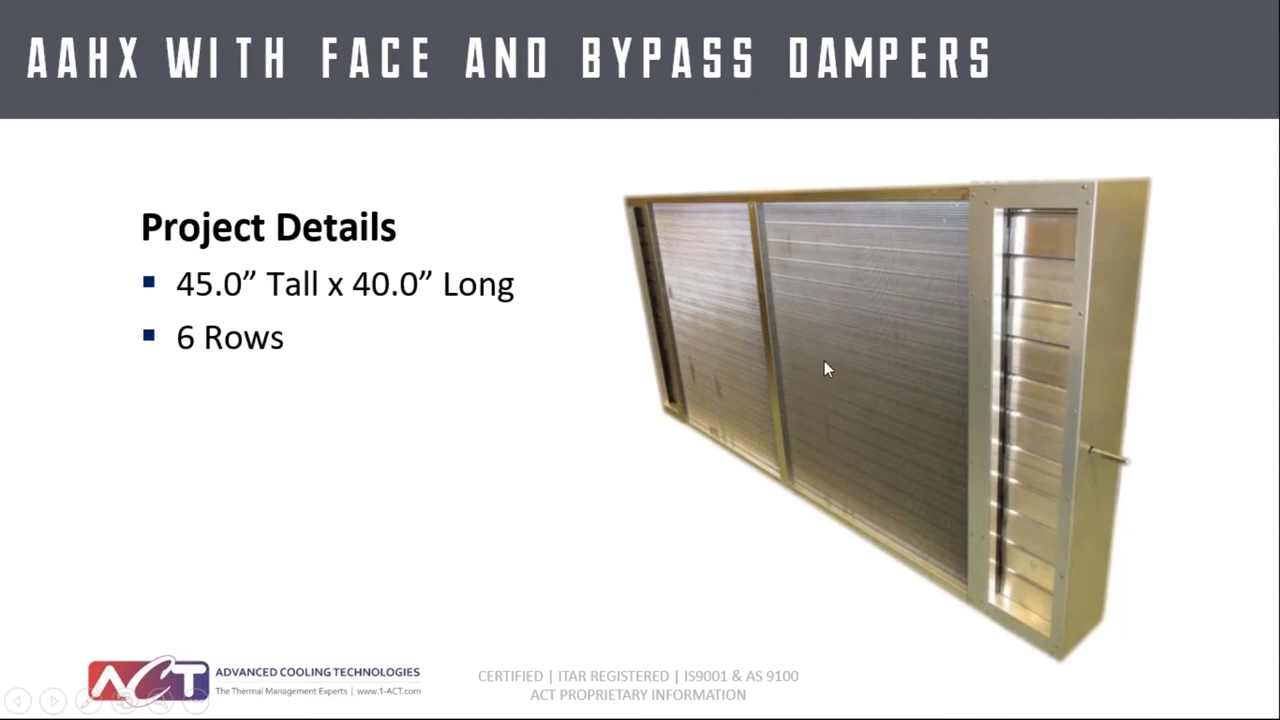 AAHX WITH FACE AND BYPASS DAMPERS
Project Details
45.0” Tall x 40.0” Long
6 Rows
ACT
ADVANCED COOLING TECHNOLOGIES
The Thermal Management Experts | www.1-ACT.com
CERTIFIED | ITAR REGISTERED | IS9001 & AS 9100
ACT PROPRIETARY INFORMATION